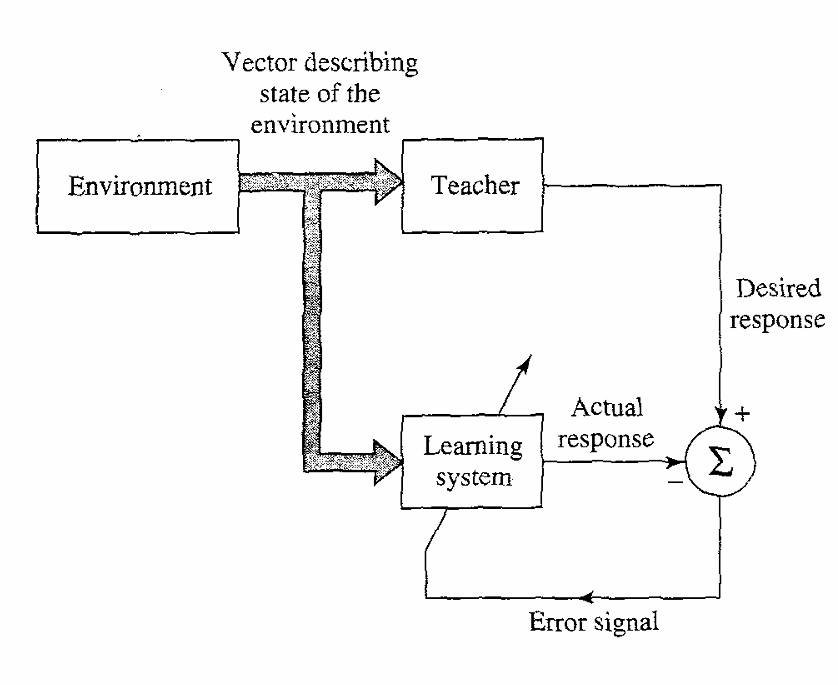 Vector describing
state of the
environment
Environment
Teacher
Desired
response
Actual
response
+
Learning
system
Σ
−
Error signal